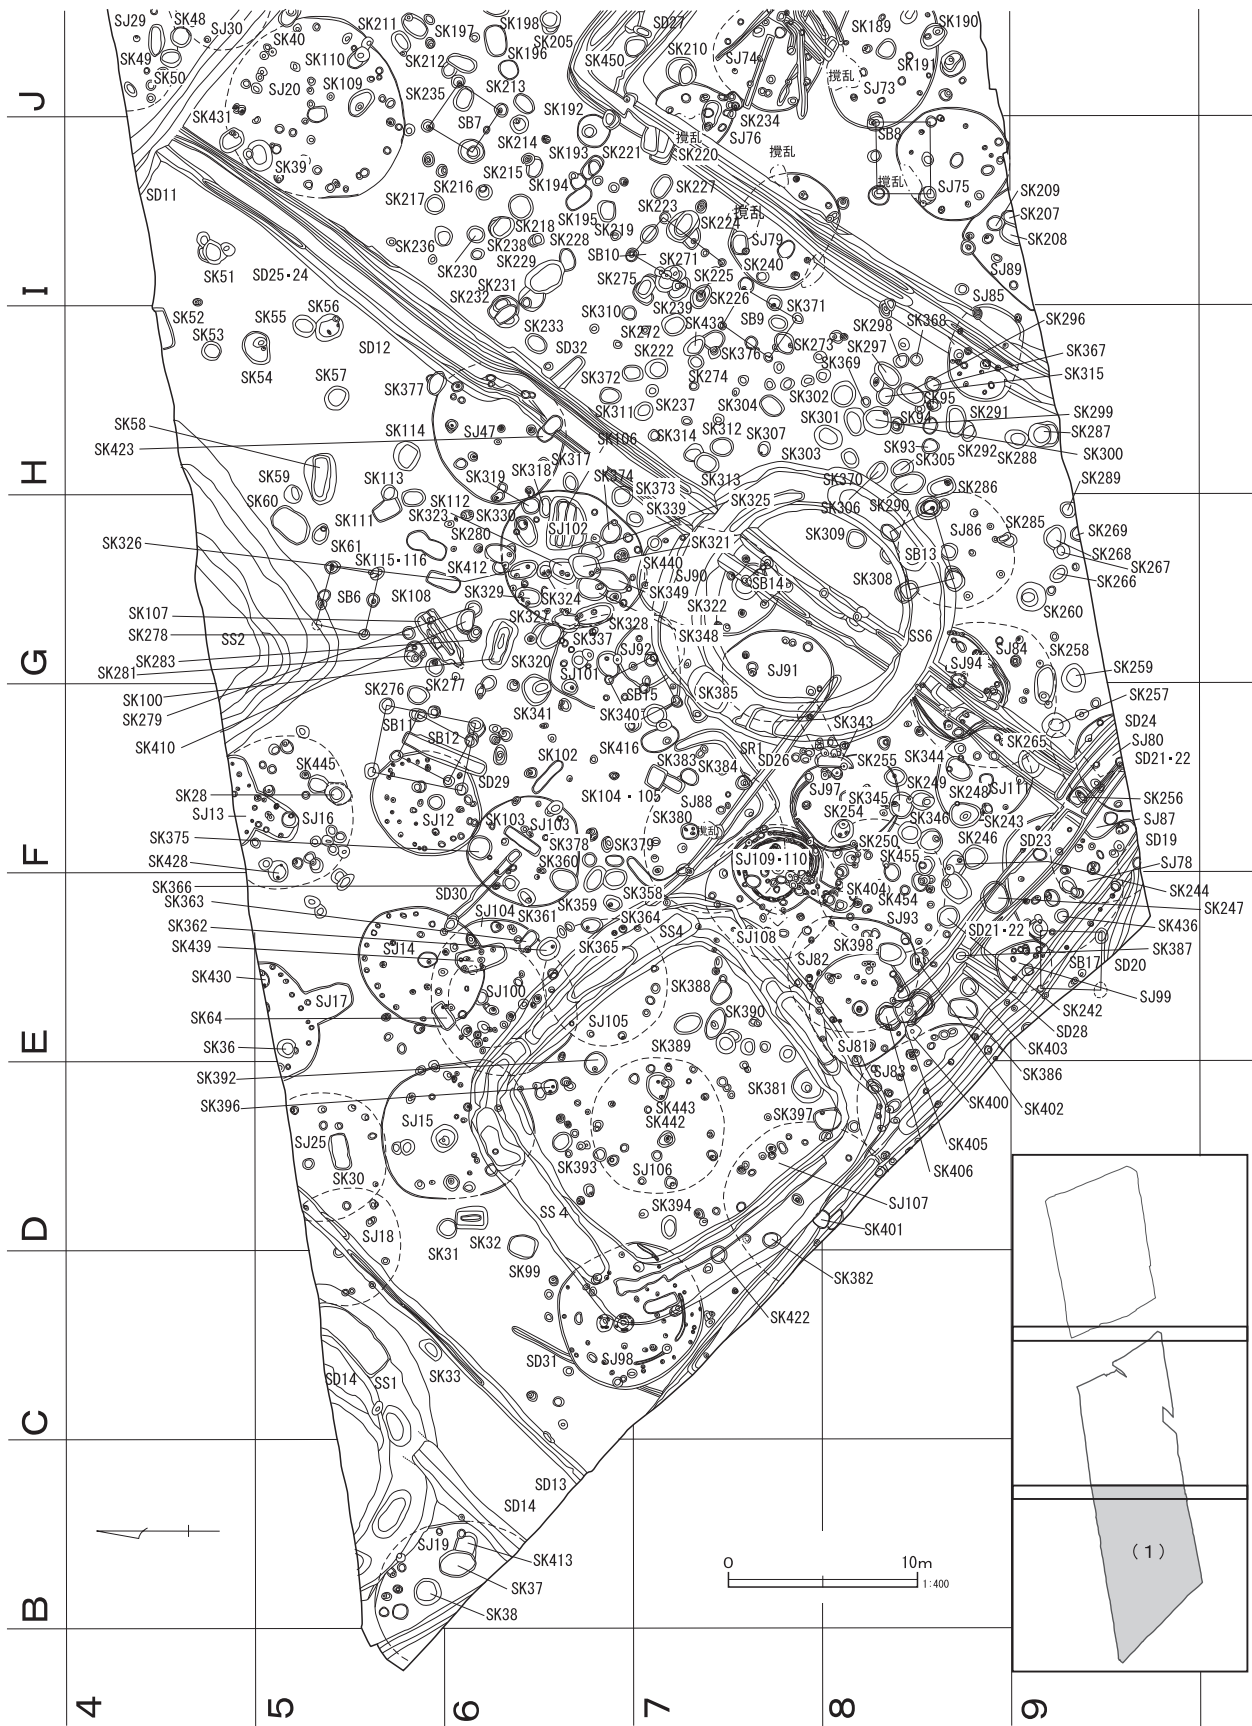 SJ29
SK48
SJ30
SK40
SK211
SK197
SK198
SK205
SD27
SK190
SK49
SK50
SK110
SK212
SK196
SK450
SK210
SJ74
SK189
SK191
攪乱
SJ20
SK109
SK235
SK213
SK192
SK234
SJ73
J
SK431
SB7
SK214
SK193
SK221
SJ76
SK220
攪乱
SB8
SK39
SK215
SK194
SK216
SD11
SK217
SK227
SK195
SK223
攪乱
SJ75
攪乱
SK209
SK207
SK208
SK218
SK219
SK224
SK236
SK238
SK228
SJ79
SK51
SD25・24
SK230
SK229
SB10
SK271
SK225
SK240
SJ89
I
SK231
SK275
SK232
SK239
SK226
SK371
SJ85
SK52
SK56
SK310
SK55
SK53
SK233
SK272
SK433
SB9
SK298
SK368
SK296
SD12
SD32
SK222
SK376
SK273
SK297
SK367
SK54
SK57
SK377
SK372
SK274
SK369
SK315
SK302
SK95
SK58
SK311
SK237
SK304
SK301
SK94
SK291
SK299
SK114
SJ47
SK106
SK314
SK312
SK307
SK93
SK287
SK423
SK317
SK303
SK305
SK292
SK288
SK300
H
SK59
SK113
SK319
SK318
SK374
SK313
SK370
SK289
SK60
SK112
SK373
SK325
SK306
SK290
SK286
SK111
SK323
SK330
SJ102
SK339
SK309
SJ86
SK285
SK269
SK326
SK61
SK280
SK321
SB13
SK268
SK115・116
SK412
SK440
SJ90
SB14
SK308
SK267
SK266
SB6
SK108
SK329
SK324
SK349
SK322
SK260
SK107
SK327
SK328
SK348
SS6
SK278
SS2
SK337
SJ92
SJ84
SK258
G
SK283
SK281
SK320
SJ101
SJ91
SJ94
SK259
SK100
SK276
SK277
SB15
SK385
SK257
SK279
SK341
SK340
SK343
SD24
SK410
SB11
SB12
SK416
SR1
SK265
SJ80
SD26
SK344
SD21-22
SK445
SD29
SK102
SK383
SK384
SK255
SK28
SK104・105
SJ88
SJ97
SK345
SK249
SK248
SJ111
SK256
SJ13
SJ16
SJ12
SK103
SJ103
SK380
攪乱
SK254
SK346
SK243
SJ87
SK375
SK378
SK379
SK250
SK246
SD23
SD19
F
SK428
SK360
SJ109・110
SK455
SJ78
SK366
SD30
SK358
SK404
SK244
SK363
SJ104
SK361
SK359
SK364
SK454
SJ93
SK247
SK362
SS4
SJ108
SD21・22
SK436
SK439
SJ14
SK365
SK398
SJ82
SK387
SK430
SJ100
SK388
SB17
SD20
SJ17
SJ99
SK64
SJ105
SK390
SK242
SD28
E
SK36
SK389
SJ81
SK403
SK392
SJ83
SK386
SK396
SK381
SK400
SJ15
SK443
SK397
SK402
SK442
SJ25
SK405
SK393
SK30
SJ106
SK406
SJ107
SK394
SS4
D
SJ18
SK31
SK32
SK401
SK99
SK382
SK422
SD31
SJ98
SD14
SS1
SK33
C
SD13
SD14
SJ19
SK413
SK37
B
SK38
0
10m
1:400
(1)
4
5
6
7
8
9